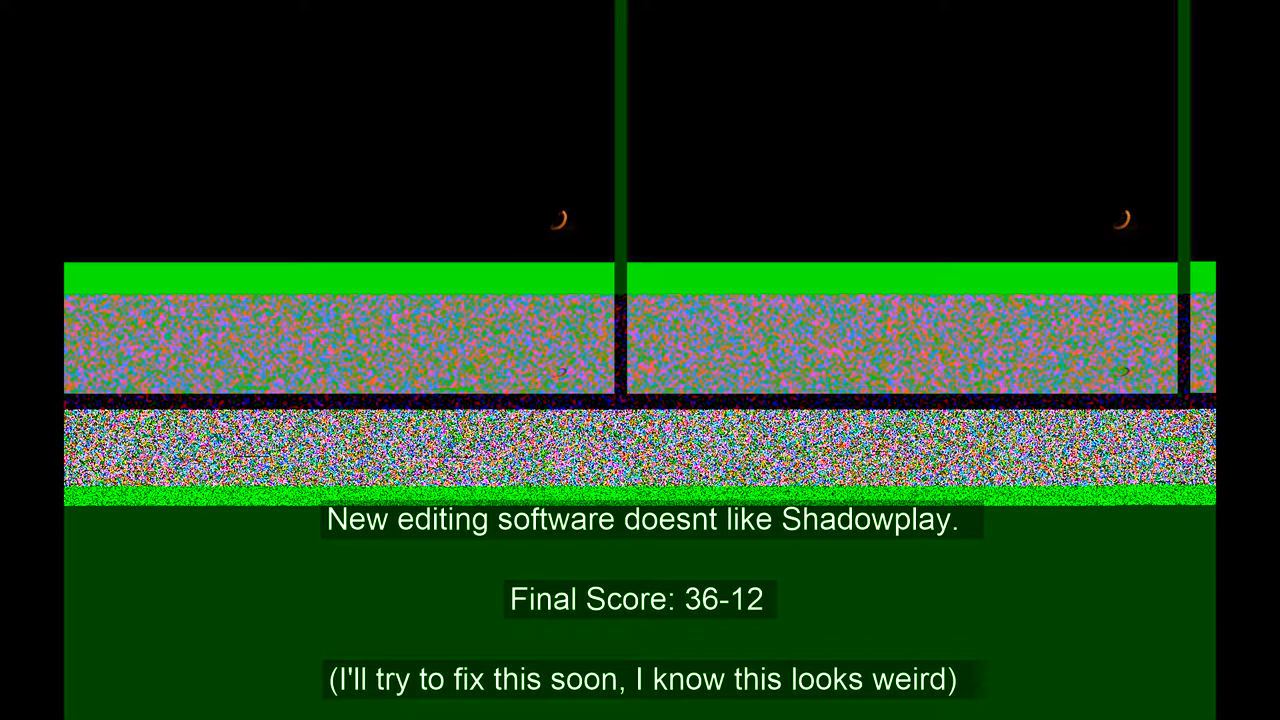 New editing software doesnt like Shadowplay.
Final Score: 36-12
(I'll try to fix this soon, I know this looks weird)